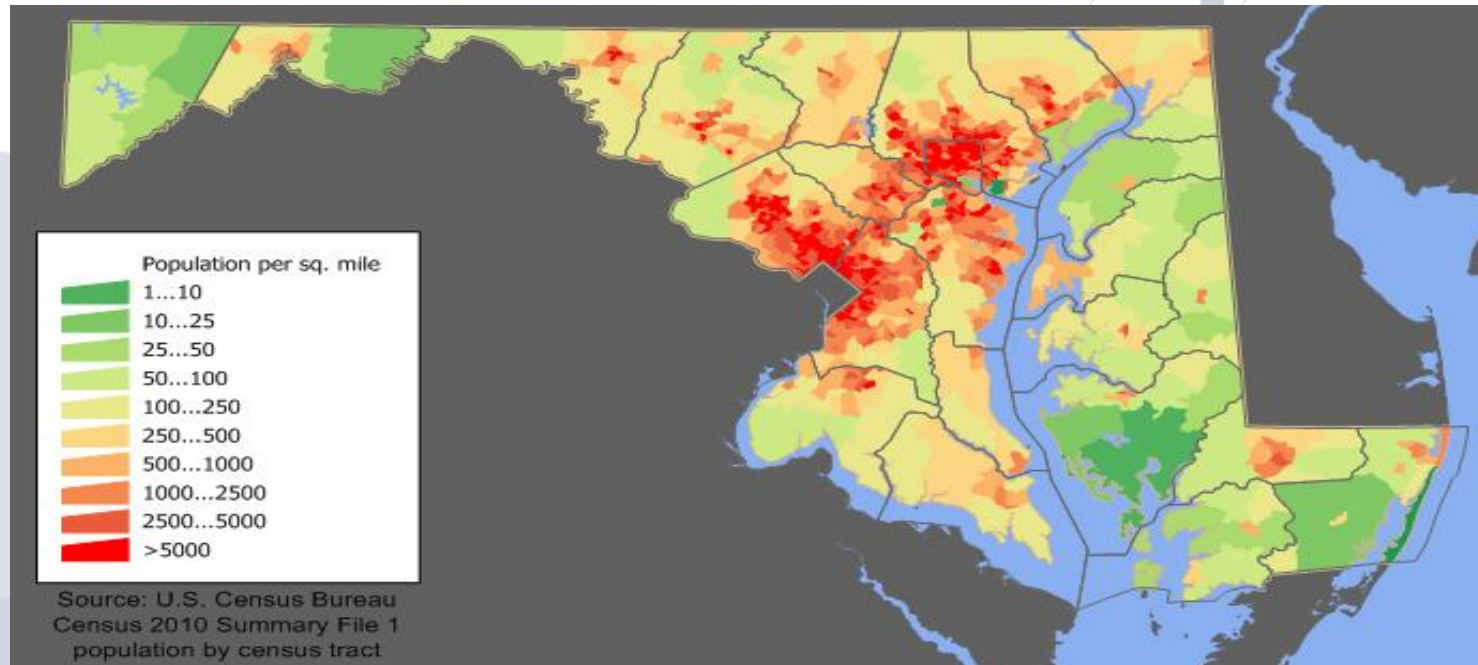 Population per sq. mile
1...10
10...25
25...50
50...100
100...250
250...500
500...1000
1000...2500
2500...5000
>5000
Source: U.S. Census Bureau
Census 2010 Summary File 1
population by census tract